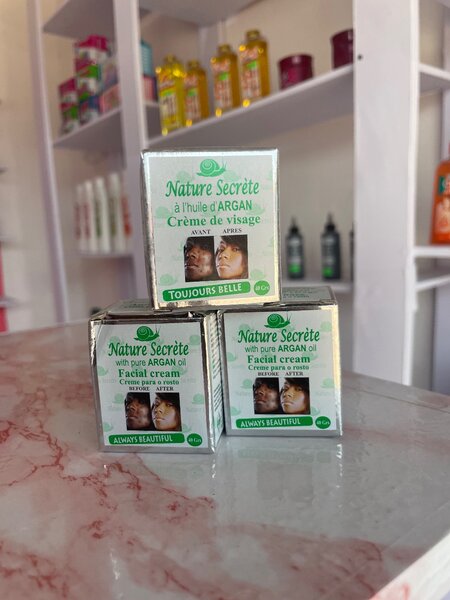 Nature Secrète
à l'huile d'ARGAN
Crème de visage
AVANT APRES
TOUJOURS BELLE
40 Grs
Nature Secrète
with pure ARGAN oil
Facial cream
Creme para o rosto
BEFORE AFTER
ALWAYS BEAUTIFUL
40 Grs
Nature Secrète
with pure ARGAN oil
Facial cream
Creme para o rosto
BEFORE AFTER
ALWAYS BEAUTIFUL
40 Grs